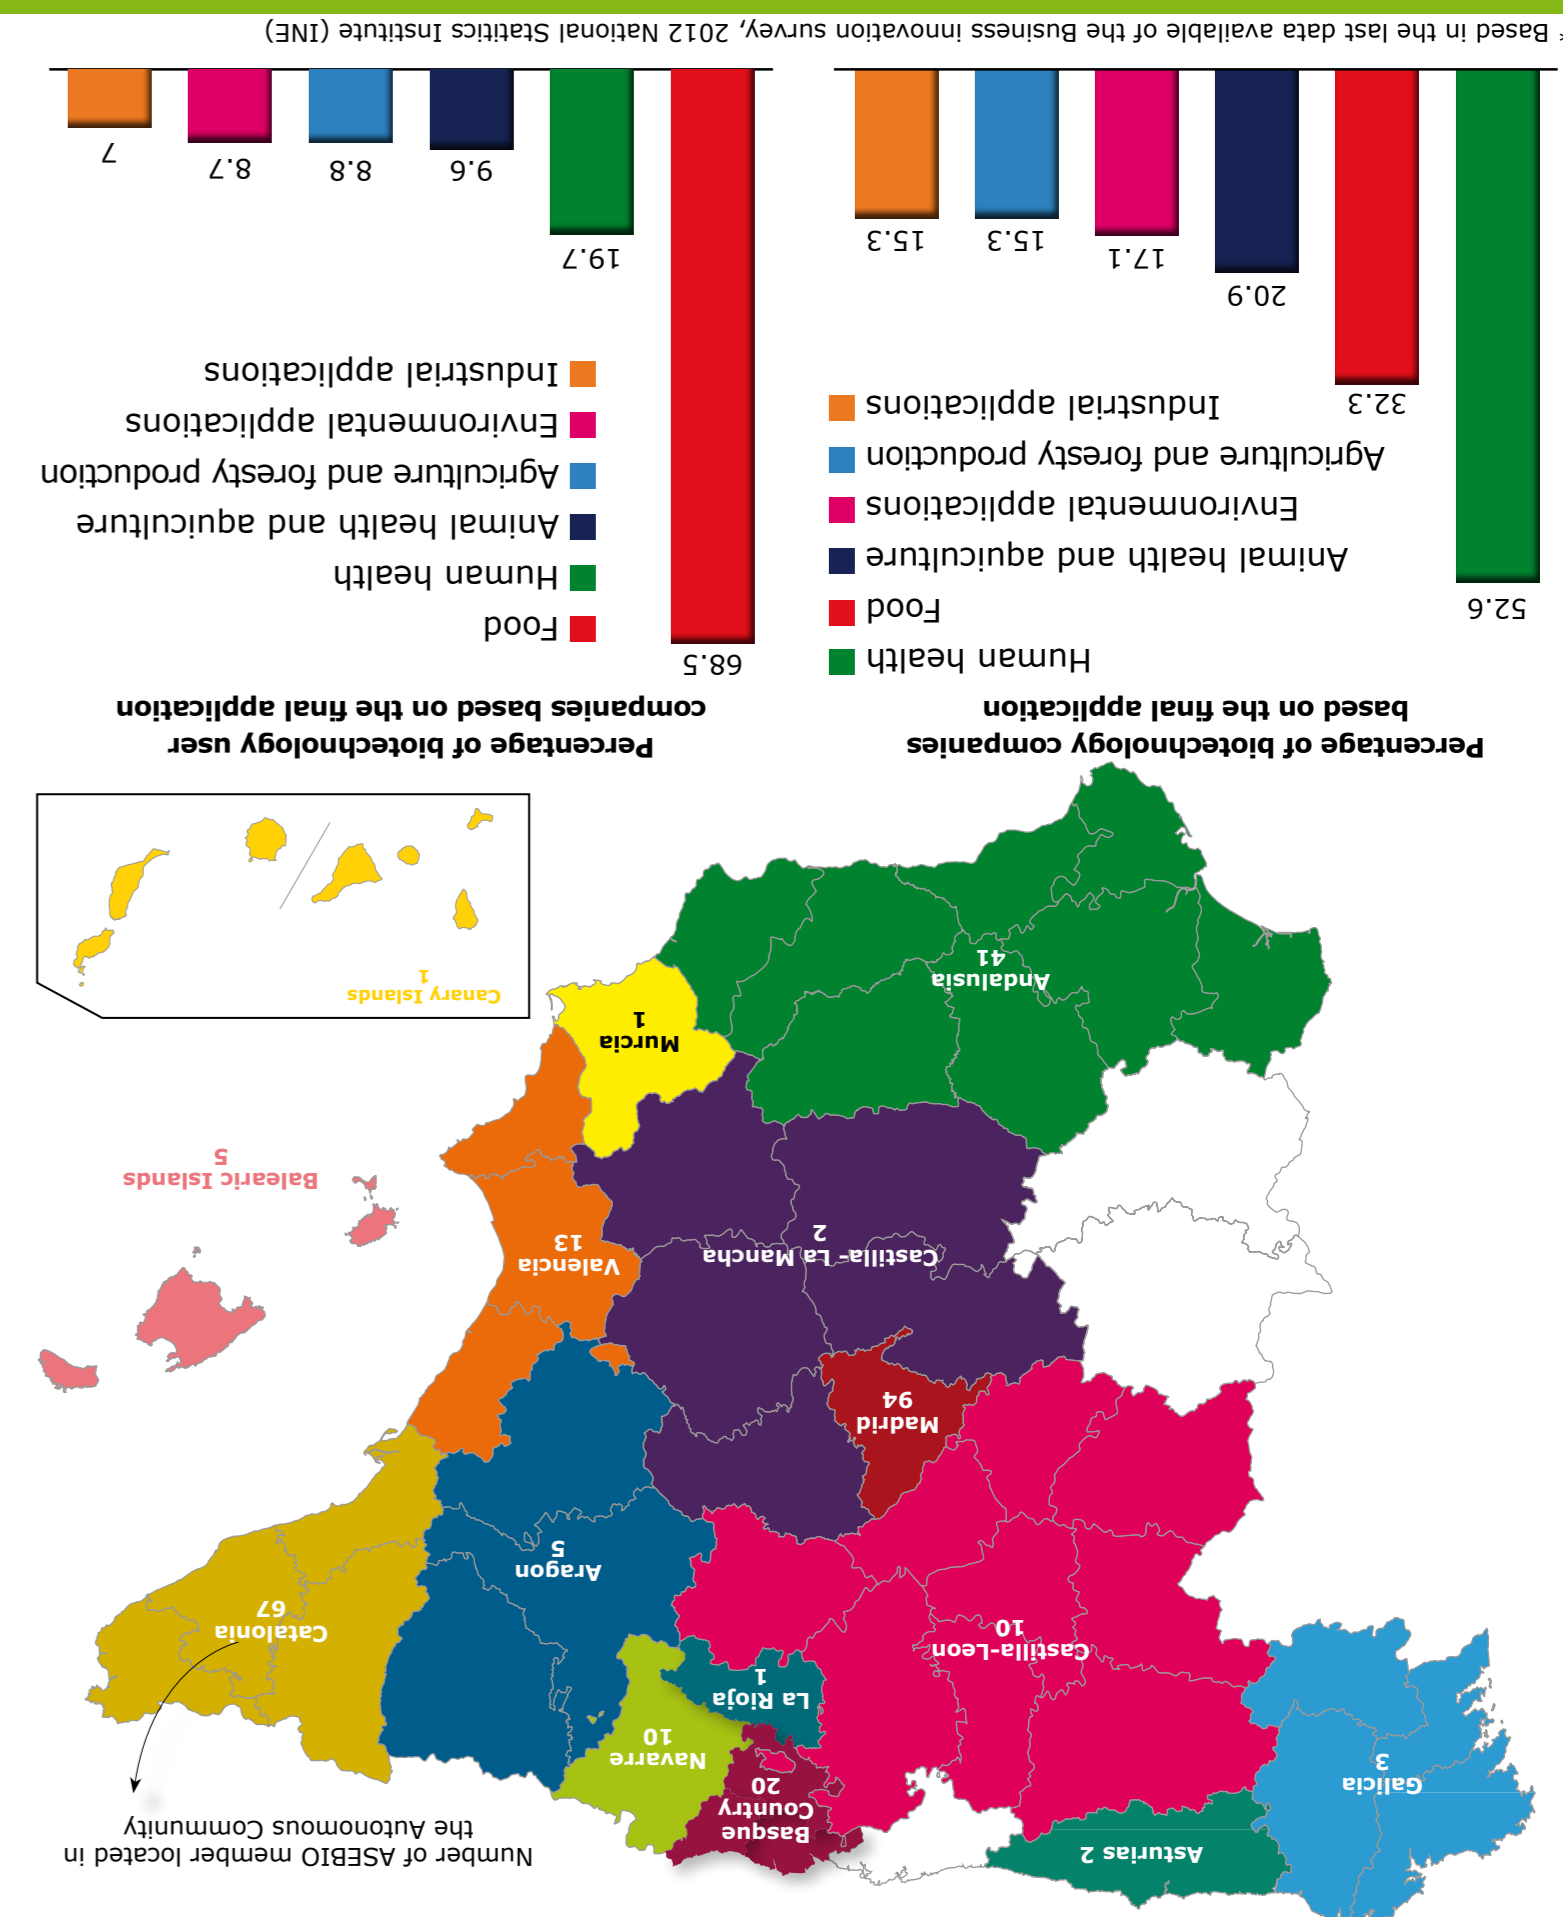 Number of ASEBIO member located in
the Autonomous Community
Asturias 2
Galicia
3
Basque
Country
20
Navarre
10
La Rioja
1
Castilla-Leon
10
Catalonia
67
Aragon
5
Madrid
94
Castilla- La Mancha
2
Valencia
13
Balearic Islands
5
Murcia
1
Andalusia
41
Canary Islands
1
Percentage of biotechnology companies
based on the final application
Human health
Food
Animal health and aquiculture
Environmental applications
Agriculture and foresty production
Industrial applications
52.6
32.3
20.9
17.1
15.3
15.3
Percentage of biotechnology user
companies based on the final application
Food
Human health
Animal health and aquiculture
Agriculture and foresty production
Environmental applications
Industrial applications
68.5
19.7
9.6
8.8
8.7
7
* Based in the last data available of the Business innovation survey, 2012 National Statitics Institute (INE)